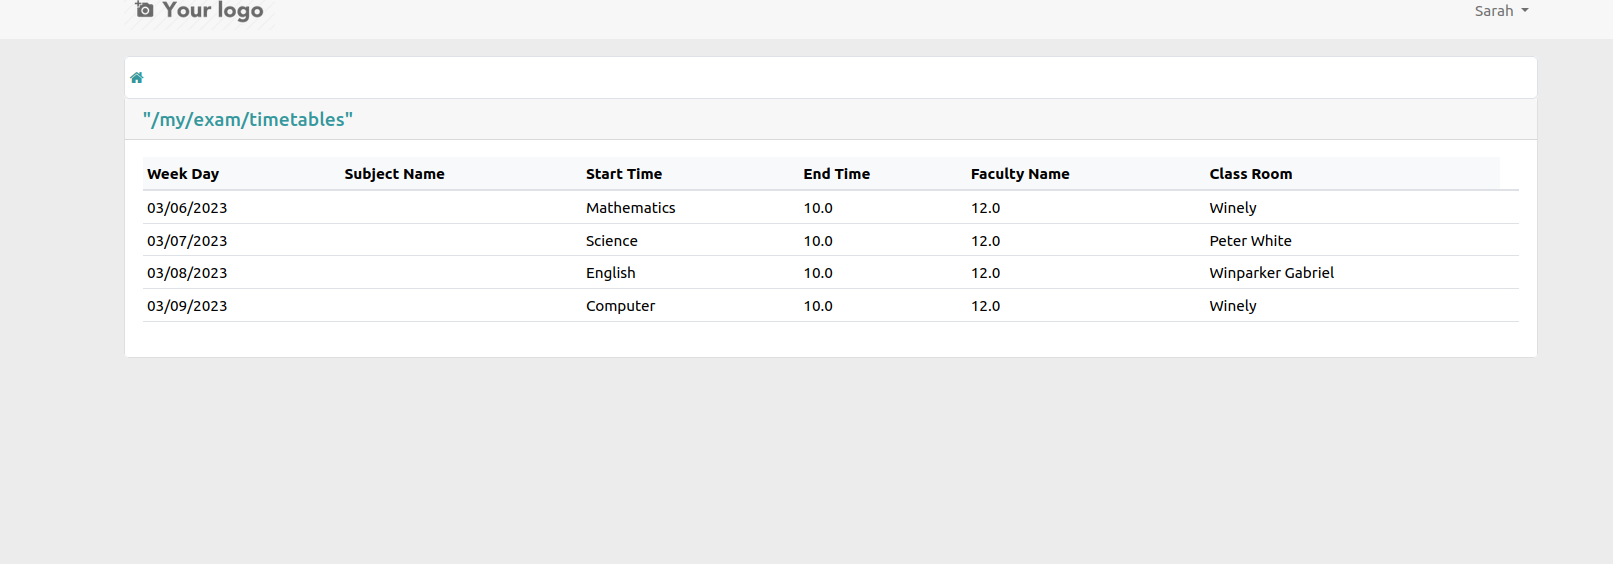 Your logo
Sarah
"/my/exam/timetables"
Week Day Subject Name Start Time End Time Faculty Name Class Room
03/06/2023 Mathematics 10.0 12.0 Winely
03/07/2023 Science 10.0 12.0 Peter White
03/08/2023 English 10.0 12.0 Winparker Gabriel
03/09/2023 Computer 10.0 12.0 Winely